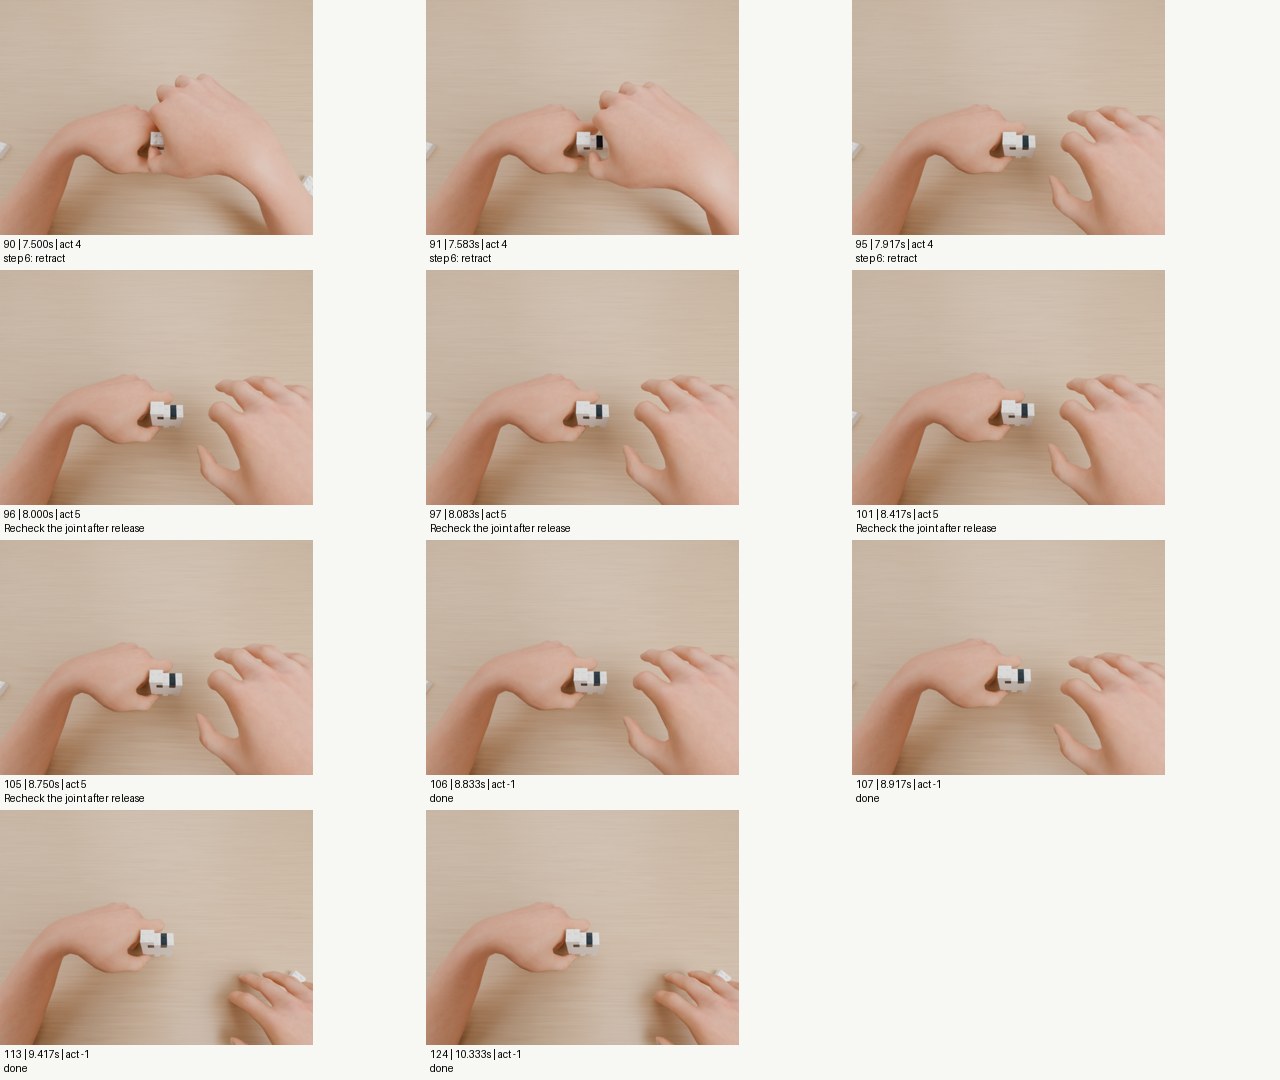 90 | 7.500s | act 4
step6: retract
91 | 7.583s | act 4
step6: retract
95 | 7.917s | act 4
step6: retract
96 | 8.000s | act 5
Recheck the joint after release
97 | 8.083s | act 5
Recheck the joint after release
101 | 8.417s | act 5
Recheck the joint after release
105 | 8.750s | act 5
Recheck the joint after release
106 | 8.833s | act -1
done
107 | 8.917s | act -1
done
113 | 9.417s | act -1
done
124 | 10.333s | act -1
done